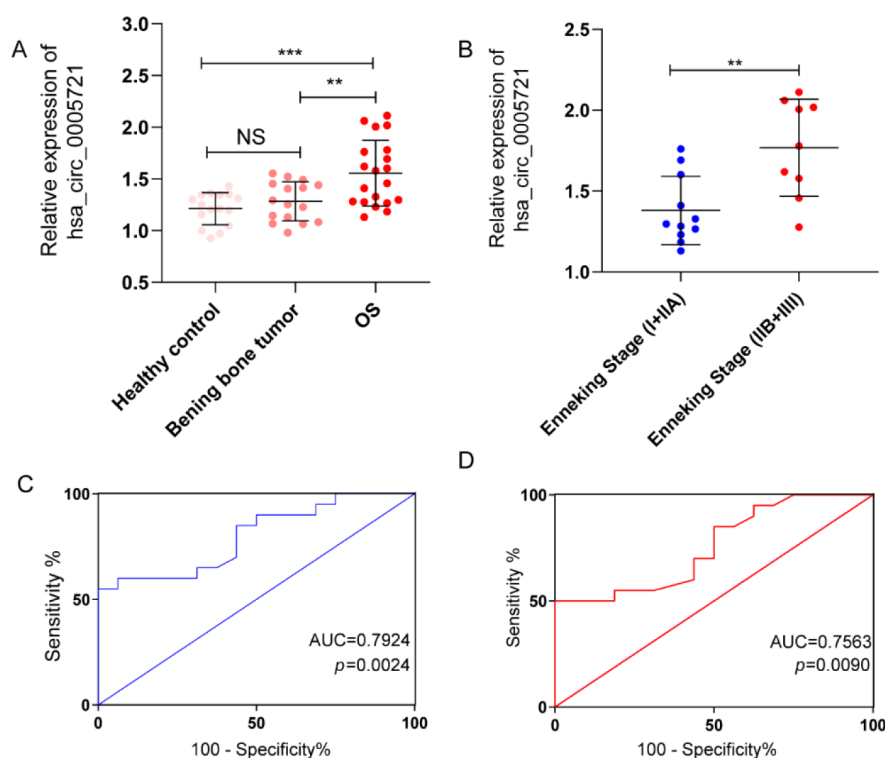 A
Relative expression of
hsa_circ_0005721
3.0
2.5
2.0
1.5
1.0
0.5
***
**
NS
Healthy control
Bening bone tumor
OS
B
Relative expression of
hsa_circ_0005721
2.5
2.0
1.5
1.0
**
Enneking Stage (I+IIA)
Enneking Stage (IIB+IIII)
C
Sensitivity %
100
50
0
0
50
100
AUC=0.7924
p=0.0024
100 - Specificity%
D
Sensitivity %
100
50
0
0
50
100
AUC=0.7563
p=0.0090
100 - Specificity%